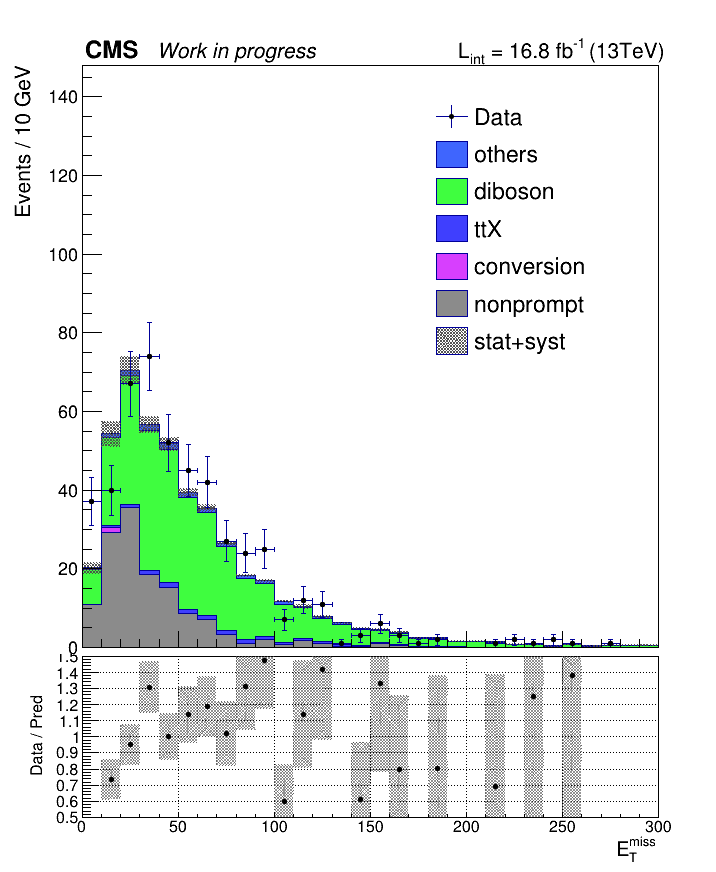 CMS Work in progress L_int = 16.8 fb^-1 (13TeV)
Events / 10 GeV
140
120
100
80
60
40
20
0
Data
others
diboson
ttX
conversion
nonprompt
stat+syst
Data / Pred
1.5
1.4
1.3
1.2
1.1
1
0.9
0.8
0.7
0.6
0.5
0 50 100 150 200 250 300
E_T^miss